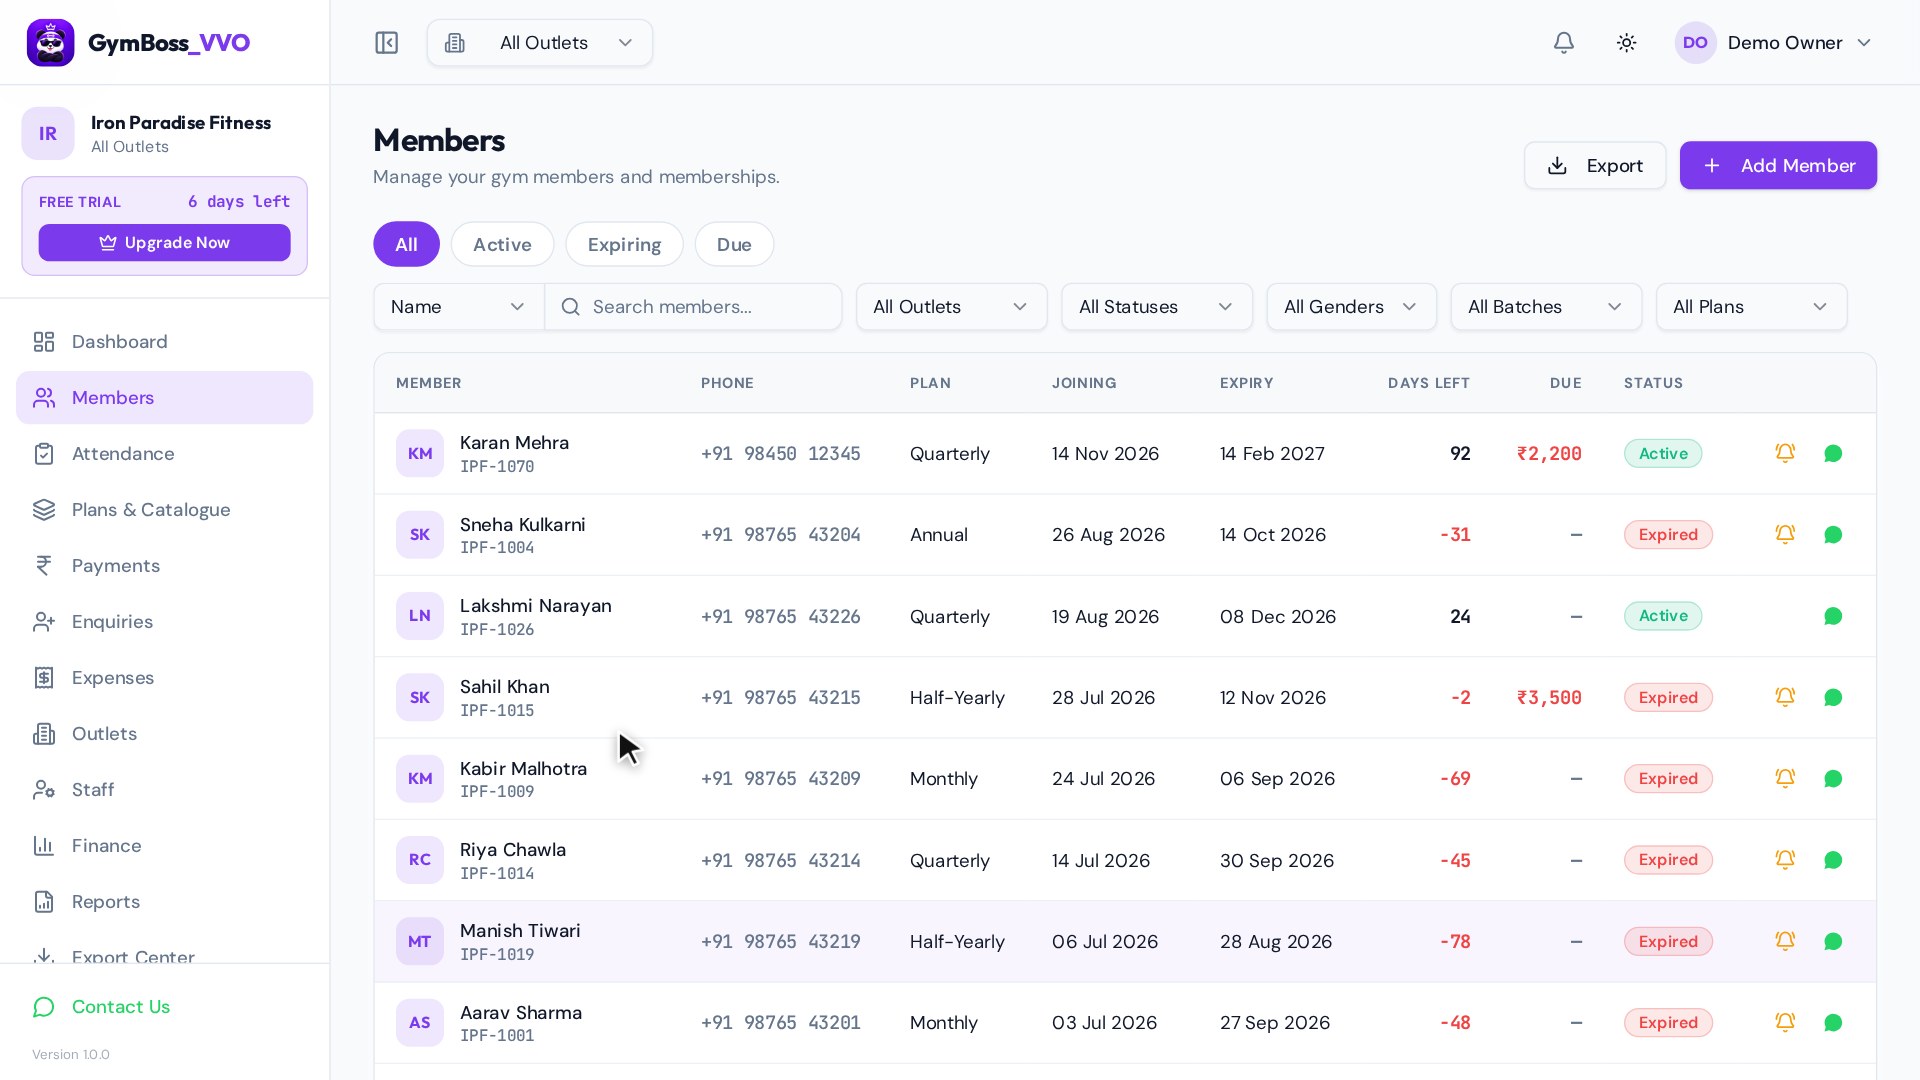 GymBoss_VVO
All Outlets
DO Demo Owner
IR Iron Paradise Fitness
All Outlets
FREE TRIAL 6 days left
Upgrade Now
Dashboard
Members
Attendance
Plans & Catalogue
Payments
Enquiries
Expenses
Outlets
Staff
Finance
Reports
Export Center
Contact Us
Version 1.0.0
Members
Manage your gym members and memberships.
Export
Add Member
All Active Expiring Due
Name Search members... All Outlets All Statuses All Genders All Batches All Plans
MEMBER PHONE PLAN JOINING EXPIRY DAYS LEFT DUE STATUS
KM Karan Mehra +91 98450 12345 Quarterly 14 Nov 2026 14 Feb 2027 92 ₹2,200 Active
IPF-1070
SK Sneha Kulkarni +91 98765 43204 Annual 26 Aug 2026 14 Oct 2026 -31 — Expired
IPF-1004
LN Lakshmi Narayan +91 98765 43226 Quarterly 19 Aug 2026 08 Dec 2026 24 — Active
IPF-1026
SK Sahil Khan +91 98765 43215 Half-Yearly 28 Jul 2026 12 Nov 2026 -2 ₹3,500 Expired
IPF-1015
KM Kabir Malhotra +91 98765 43209 Monthly 24 Jul 2026 06 Sep 2026 -69 — Expired
IPF-1009
RC Riya Chawla +91 98765 43214 Quarterly 14 Jul 2026 30 Sep 2026 -45 — Expired
IPF-1014
MT Manish Tiwari +91 98765 43219 Half-Yearly 06 Jul 2026 28 Aug 2026 -78 — Expired
IPF-1019
AS Aarav Sharma +91 98765 43201 Monthly 03 Jul 2026 27 Sep 2026 -48 — Expired
IPF-1001